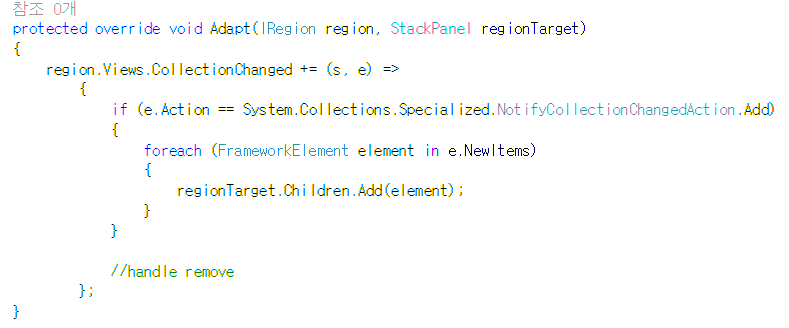 참조 0개
protected override void Adapt(IRegion region, StackPanel regionTarget)
{
    region.Views.CollectionChanged += (s, e) =>
        {
            if (e.Action == System.Collections.Specialized.NotifyCollectionChangedAction.Add)
            {
                foreach (FrameworkElement element in e.NewItems)
                {
                    regionTarget.Children.Add(element);
                }
            }

            //handle remove
        };
}